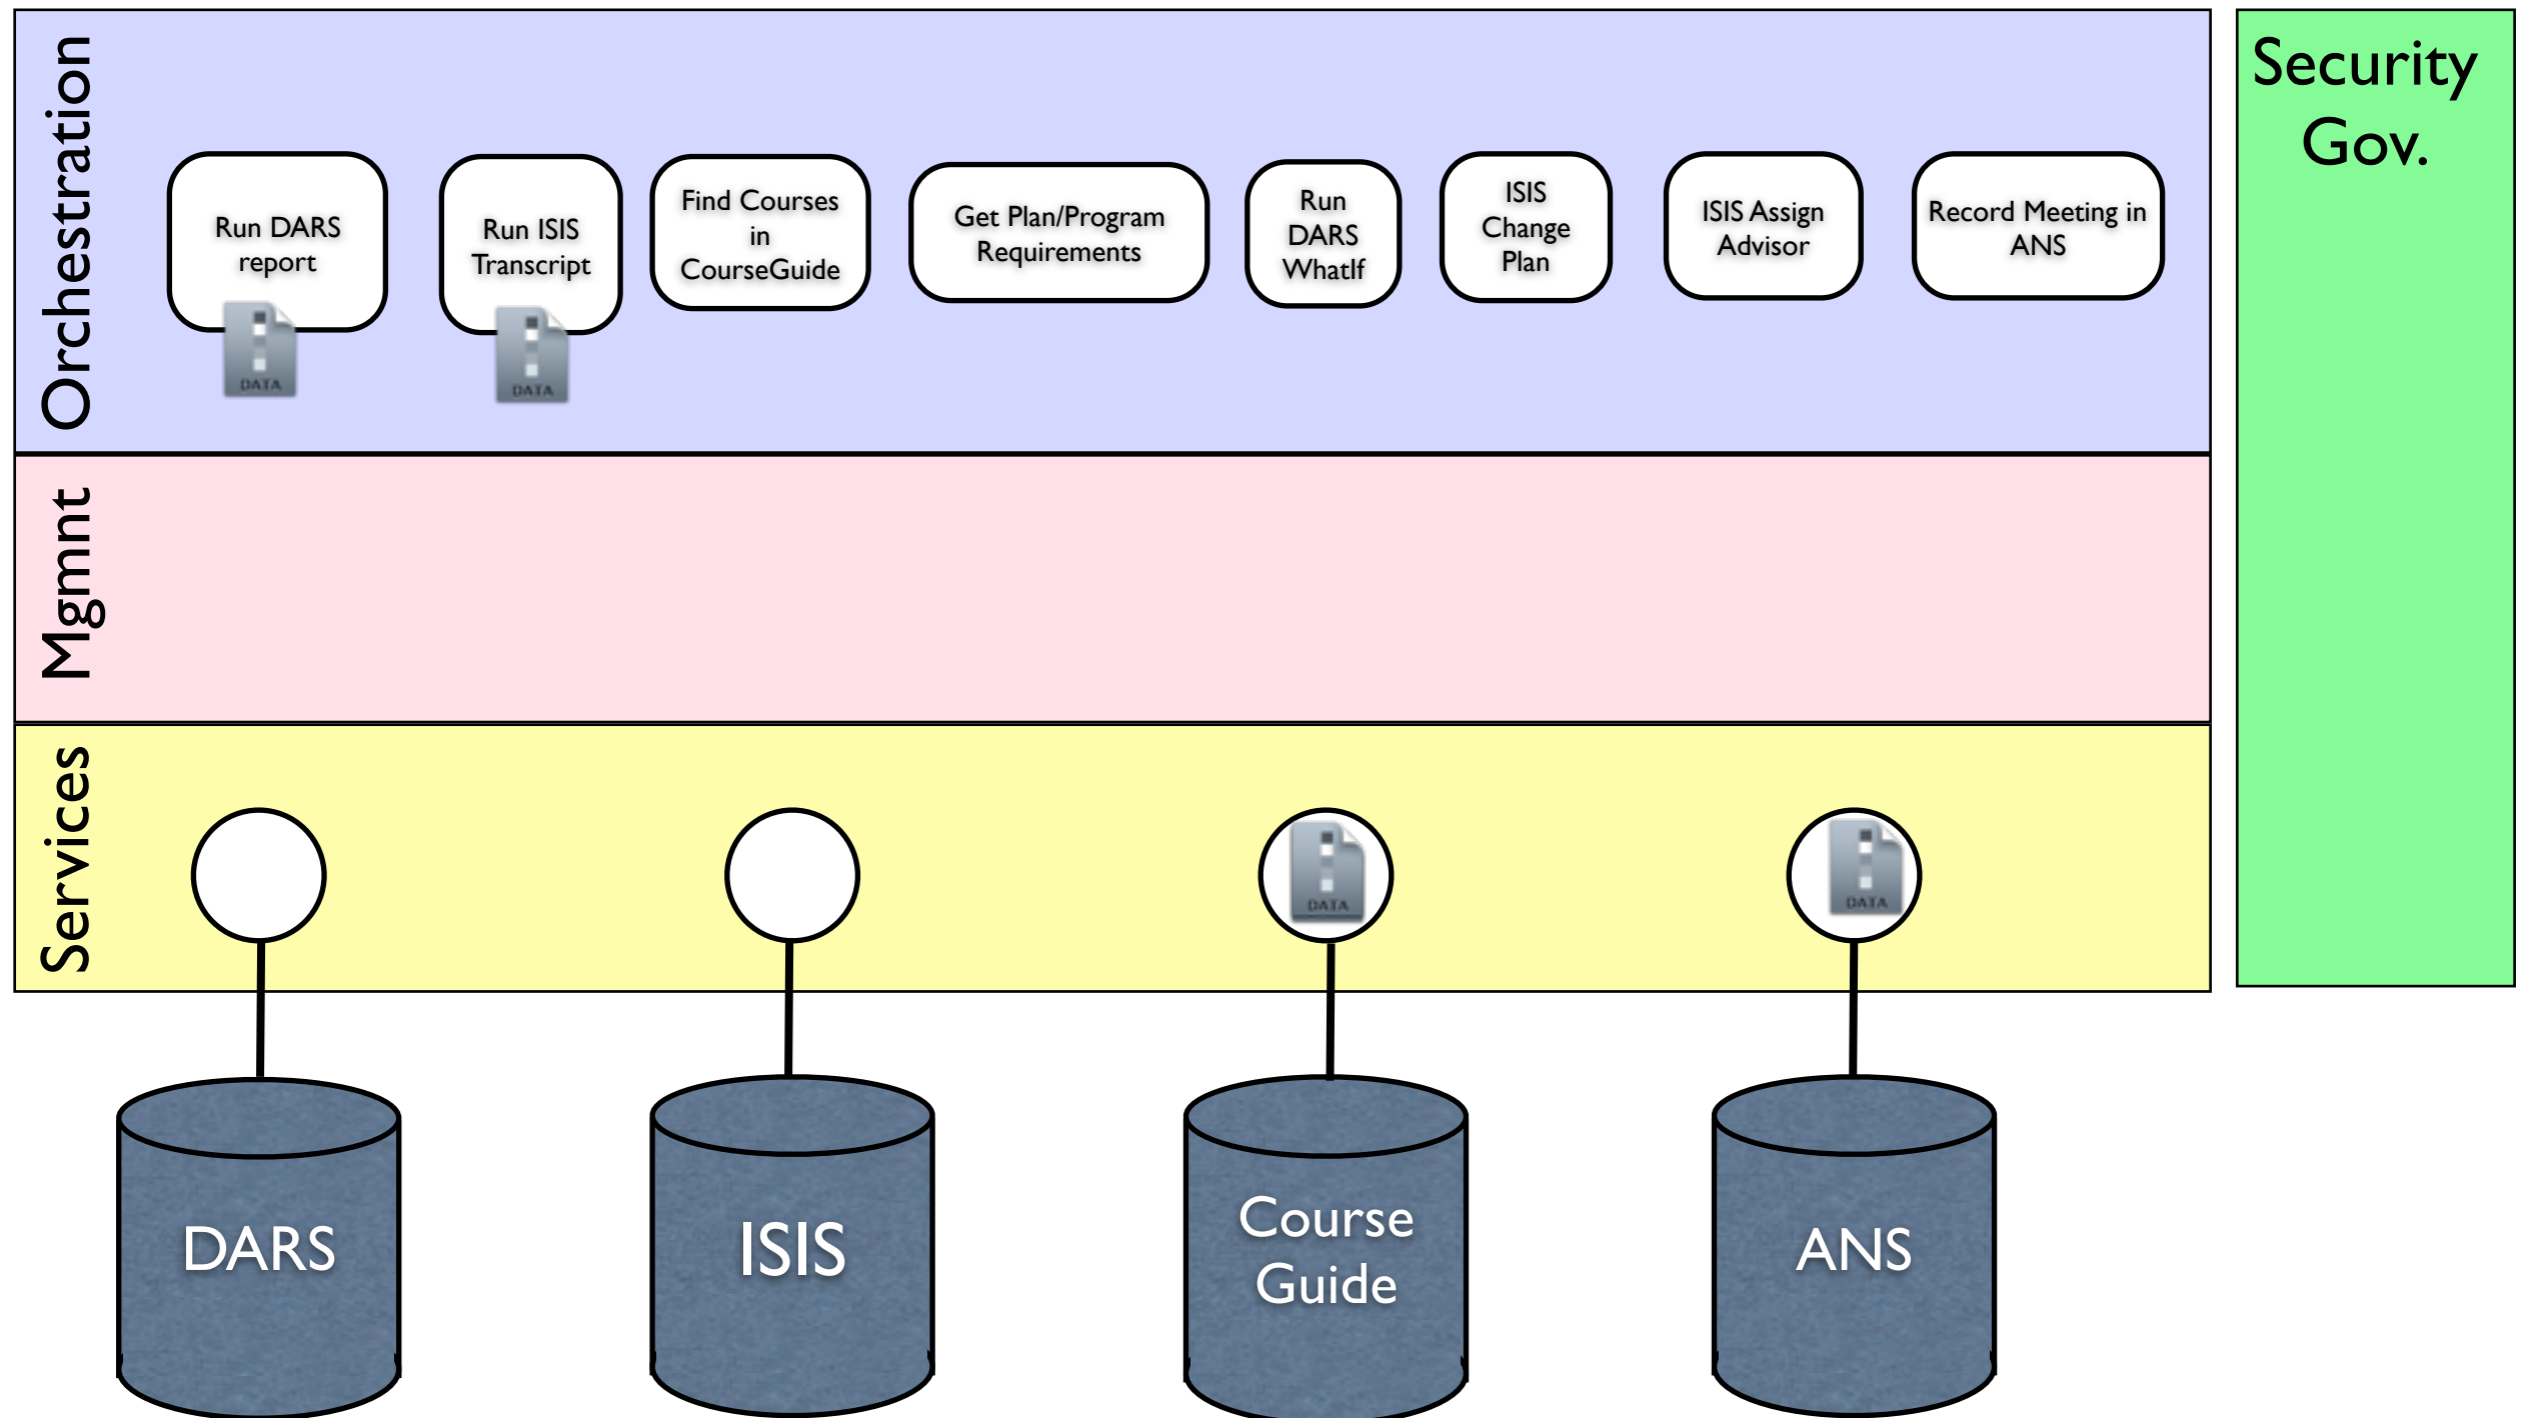 Orchestration
Security
Gov.
Run DARS
report
DATA
Run ISIS
Transcript
DATA
Find Courses
in
CourseGuide
Get Plan/Program
Requirements
Run
DARS
WhatIf
ISIS
Change
Plan
ISIS Assign
Advisor
Record Meeting in
ANS
Mgmnt
Services
DATA
DATA
DARS
ISIS
Course
Guide
ANS